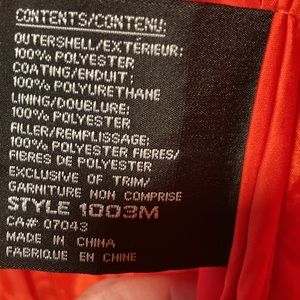 CONTENTS/CONTENU:
OUTERSHELL/EXTÉRIEUR:
100% POLYESTER
COATING/ENDUIT:
100% POLYURETHANE
LINING/DOUBLURE:
100% POLYESTER
FILLER/REMPLISSAGE:
100% POLYESTER FIBRES/
FIBRES DE POLYESTER
EXCLUSIVE OF TRIM/
GARNITURE NON COMPRISE
STYLE 1003M
CA# 07043
MADE IN CHINA
FABRIQUE EN CHINE